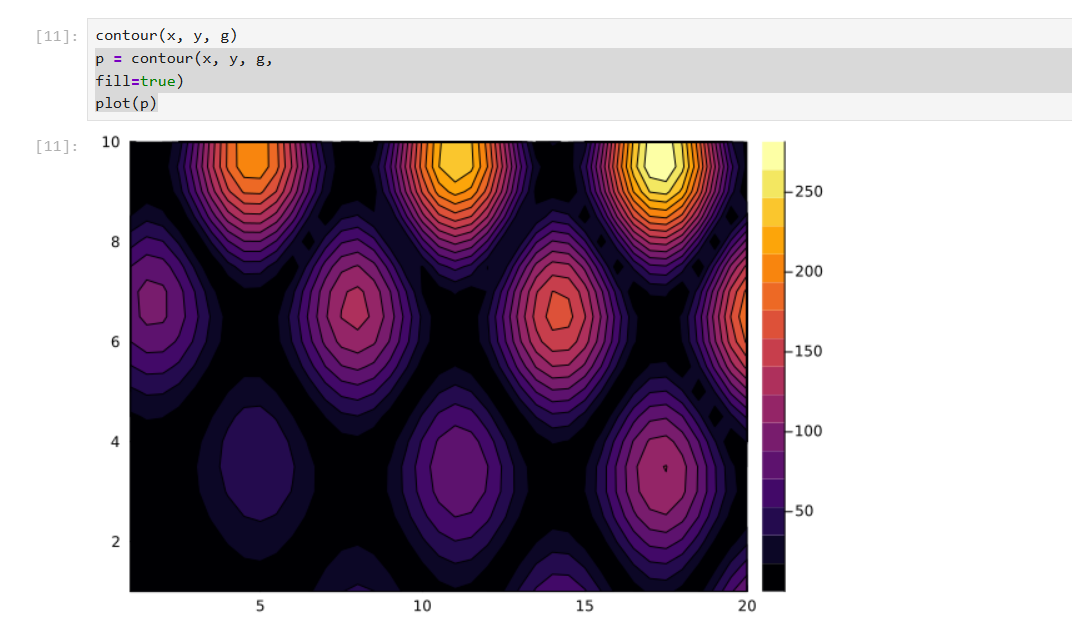 [11]: contour(x, y, g)
p = contour(x, y, g,
fill=true)
plot(p)
[11]:
10
8
6
4
2
5 10 15 20
250
200
150
100
50